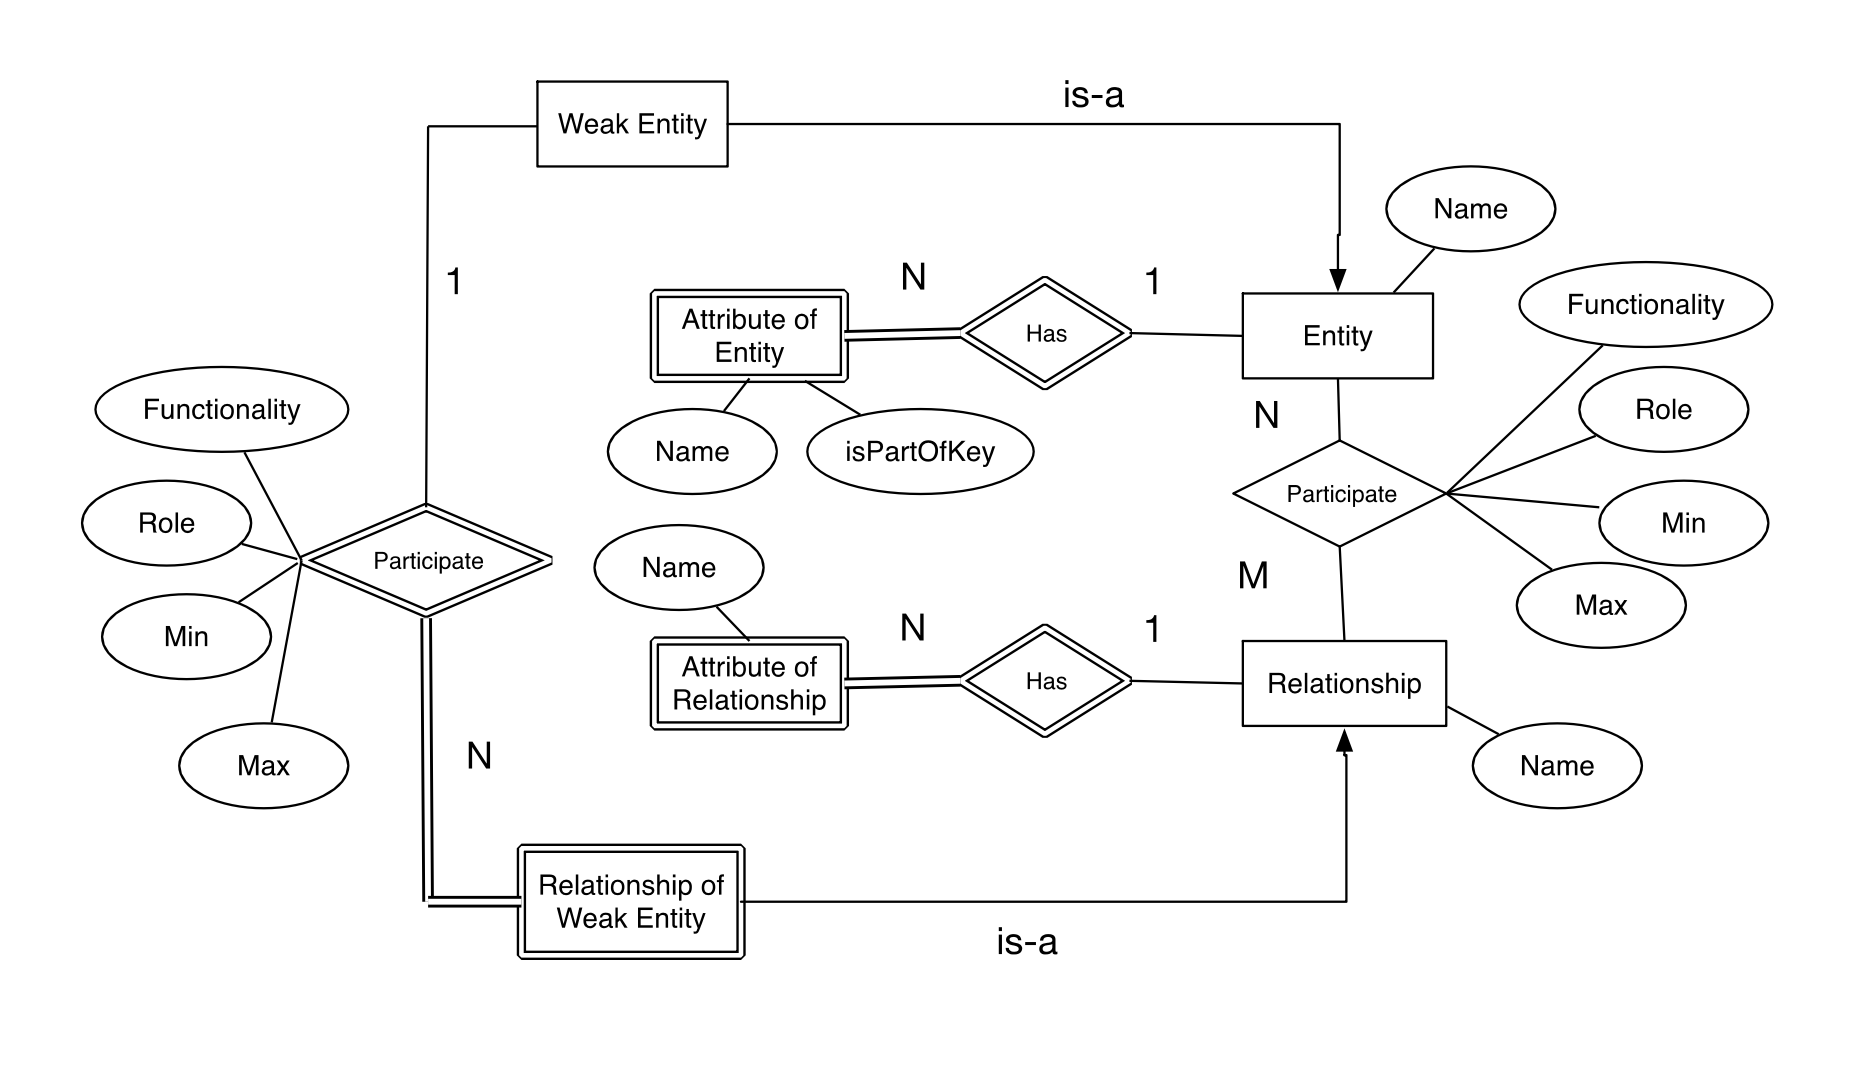 is-a
Weak Entity
Name
N
1
1
Functionality
Attribute of
Entity
Has
Entity
Functionality
Role
N
Name
isPartOfKey
Participate
Role
Min
Participate
Name
M
Max
Min
N
1
Attribute of
Relationship
Has
Relationship
N
Max
Name
Relationship of
Weak Entity
is-a